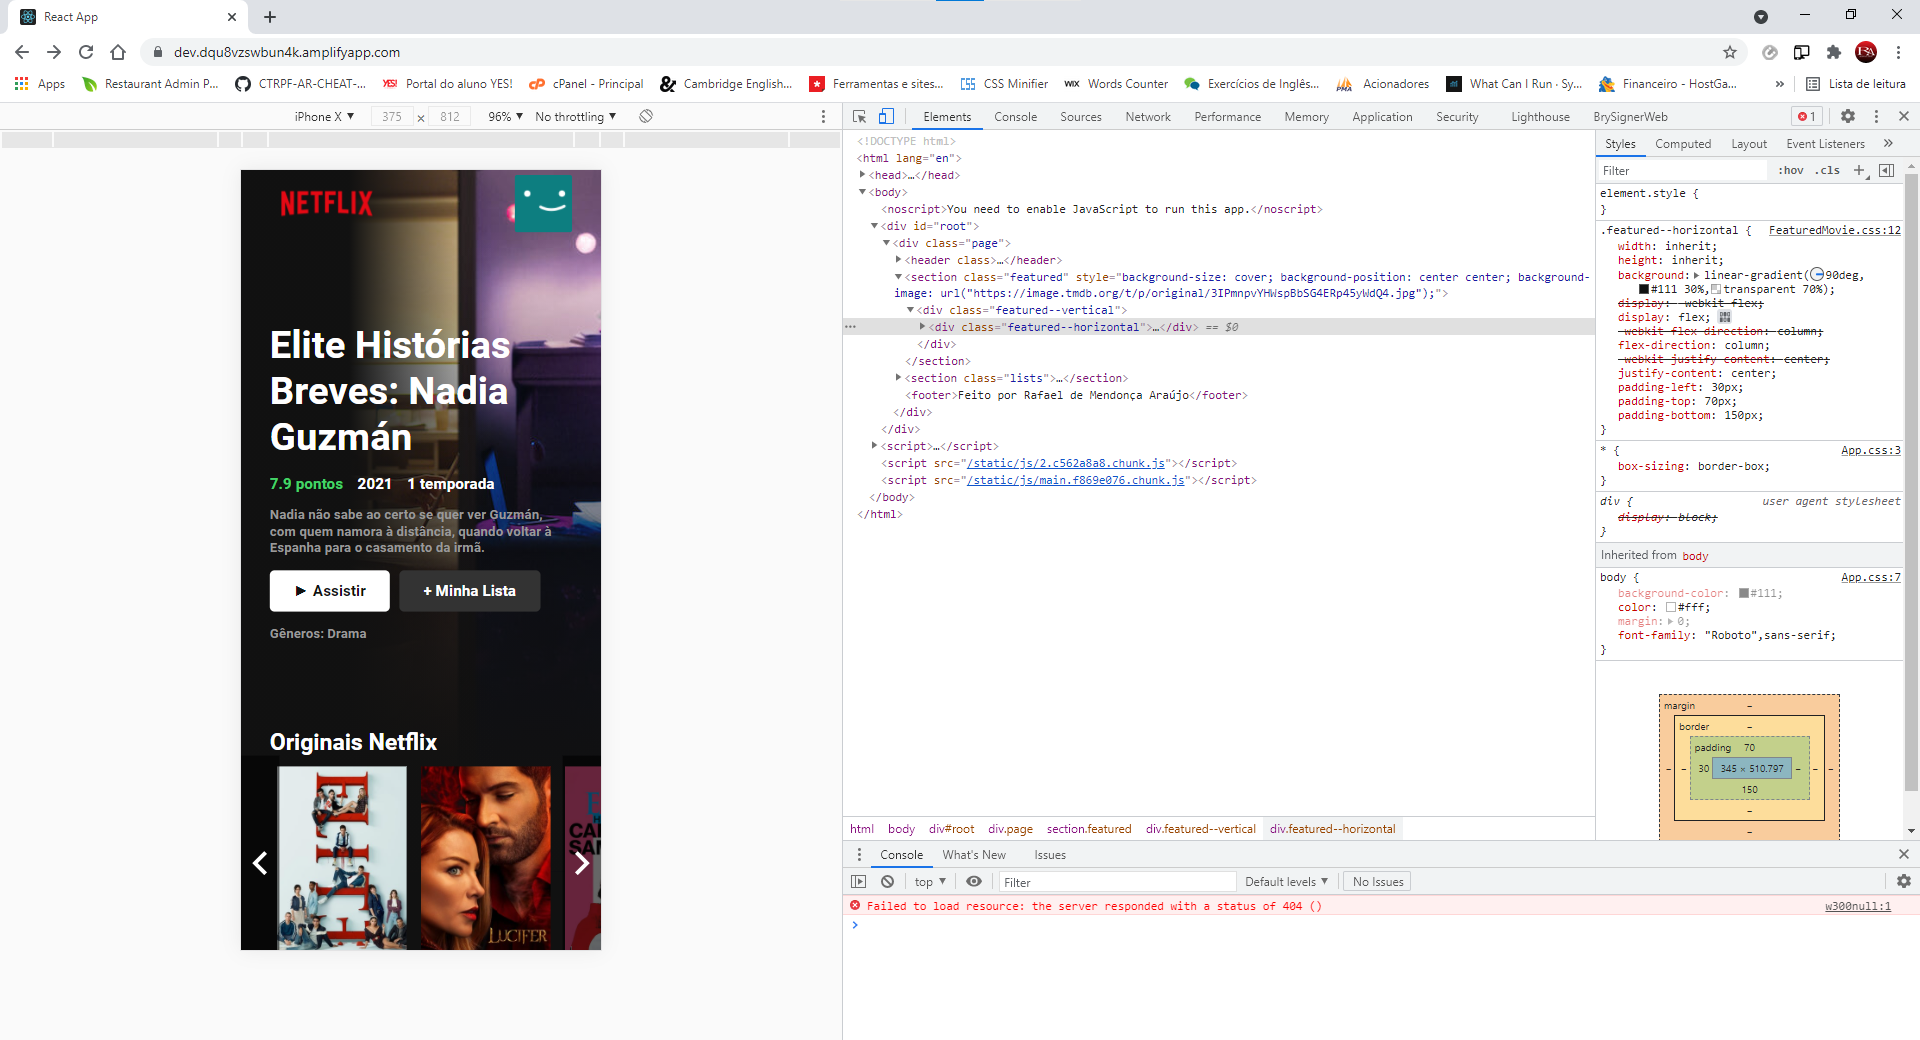 React App
dev.dqu8vzswbun4k.amplifyapp.com
Apps Restaurant Admin P... CTRPF-AR-CHEAT-... YES! Portal do aluno YES! cPanel - Principal Cambridge English... Ferramentas e sites... CSS Minifier WIX Words Counter Exercícios de Inglês... PMA Acionadores What Can I Run · Sy... Financeiro - HostGa... » Lista de leitura
iPhone X ▼ 375 × 812 96% ▼ No throttling ▼
NETFLIX
Elite Histórias
Breves: Nadia
Guzmán
7.9 pontos 2021 1 temporada
Nadia não sabe ao certo se quer ver Guzmán,
com quem namora à distância, quando voltar à
Espanha para o casamento da irmã.
► Assistir + Minha Lista
Gêneros: Drama
Originais Netflix
LUCIFER
Elements Console Sources Network Performance Memory Application Security Lighthouse BrySignerWeb 1
<!DOCTYPE html>
<html lang="en">
<head>…</head>
<body>
<noscript>You need to enable JavaScript to run this app.</noscript>
<div id="root">
<div class="page">
<header class>…</header>
<section class="featured" style="background-size: cover; background-position: center center; background-
image: url("https://image.tmdb.org/t/p/original/3IPmnpvYHWspBbSG4ERp45yWdQ4.jpg");">
<div class="featured--vertical">
<div class="featured--horizontal">…</div> == $0
</div>
</section>
<section class="lists">…</section>
<footer>Feito por Rafael de Mendonça Araújo</footer>
</div>
</div>
<script>…</script>
<script src="/static/js/2.c562a8a8.chunk.js"></script>
<script src="/static/js/main.f869e076.chunk.js"></script>
</body>
</html>
html body div#root div.page section.featured div.featured--vertical div.featured--horizontal
Styles Computed Layout Event Listeners »
Filter :hov .cls +
element.style {
}
.featured--horizontal { FeaturedMovie.css:12
width: inherit;
height: inherit;
background: linear-gradient(90deg,
#111 30%, transparent 70%);
display: -webkit-flex;
display: flex;
-webkit-flex-direction: column;
flex-direction: column;
-webkit-justify-content: center;
justify-content: center;
padding-left: 30px;
padding-top: 70px;
padding-bottom: 150px;
}
* { App.css:3
box-sizing: border-box;
}
div { user agent stylesheet
display: block;
}
Inherited from body
body { App.css:7
background-color: #111;
color: #fff;
margin: 0;
font-family: "Roboto",sans-serif;
}
margin –
border –
padding 70
– – 30 345 × 510.797 – – –
150
–
–
Console What's New Issues
top ▼ Filter Default levels ▼ No Issues
Failed to load resource: the server responded with a status of 404 () w300null:1